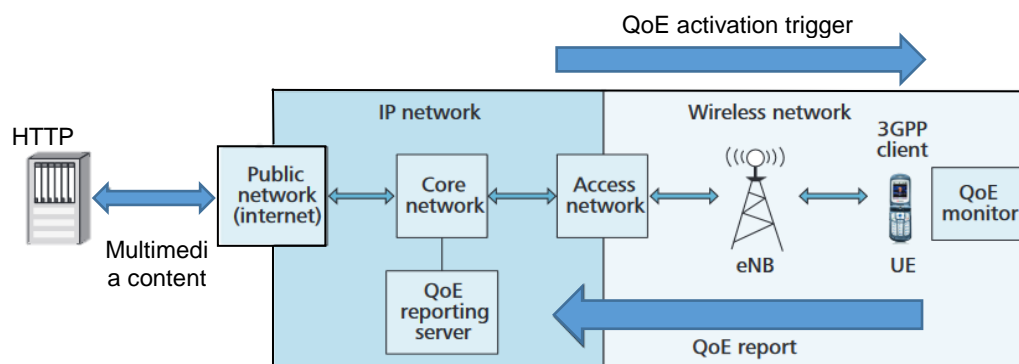 QoE activation trigger
IP network
Wireless network
HTTP
3GPP
client
Public
network
(internet)
Core
network
Access
network
QoE
monitor
Multimedi
a content
eNB
UE
QoE
reporting
server
QoE report